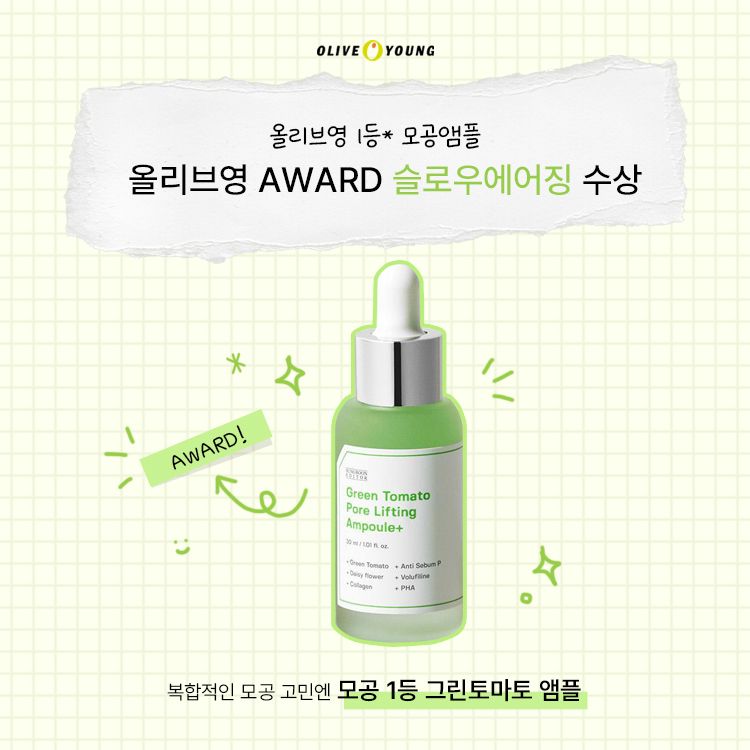 OLIVE YOUNG
올리브영 1등* 모공앰플
올리브영 AWARD 슬로우에어징 수상
AWARD!
SUNGBOON
EDITOR
Green Tomato
Pore Lifting
Ampoule+
30 ml / 1.01 fl. oz.
+ Green Tomato + Anti Sebum P
+ Daisy flower + Volufiline
+ Collagen + PHA
복합적인 모공 고민엔 모공 1등 그린토마토 앰플